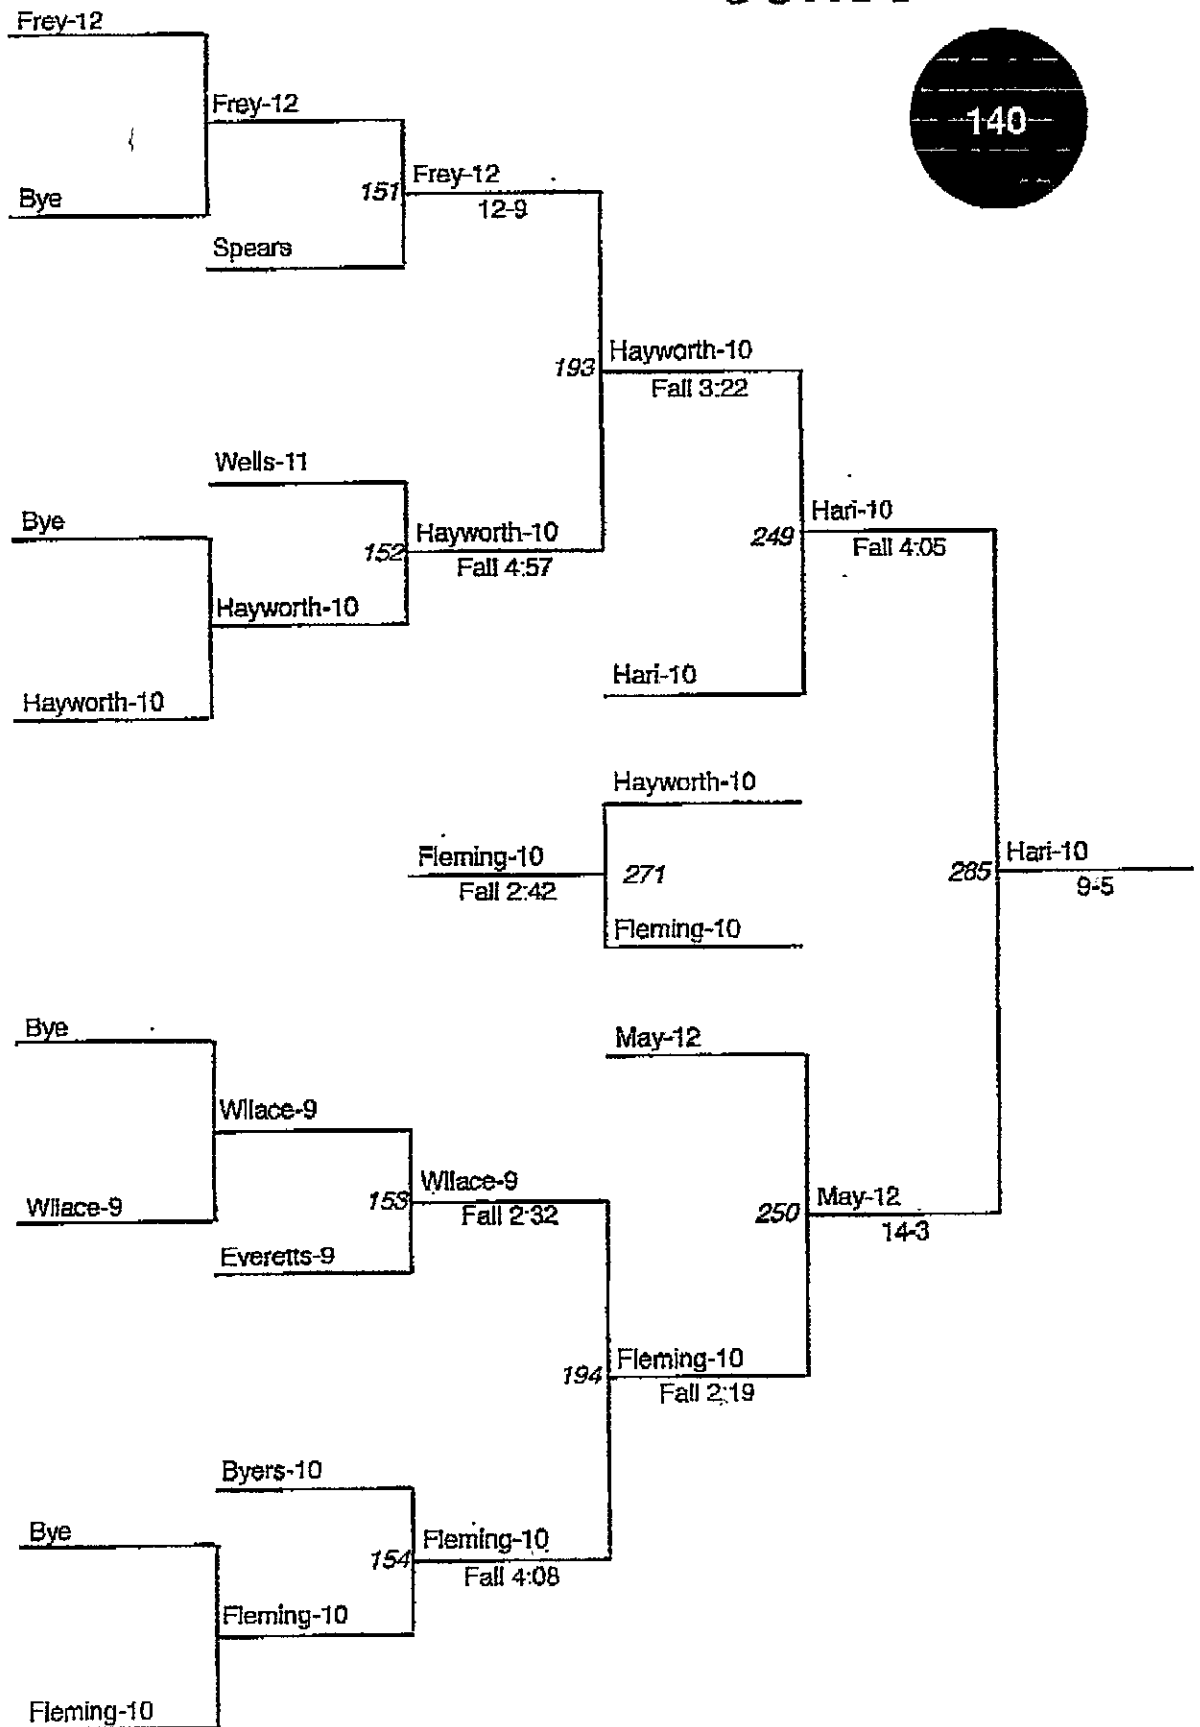 Frey-12
140
Frey-12
Bye
151
Frey-12
12-9
Spears
193
Hayworth-10
Fall 3:22
Wells-11
Bye
152
Hayworth-10
Fall 4:57
249
Hari-10
Fall 4:05
Hayworth-10
Hayworth-10
Hari-10
Hayworth-10
Fleming-10
Fall 2:42
271
285
Hari-10
9-5
Fleming-10
Bye
May-12
Wllace-9
Wllace-9
153
Wllace-9
Fall 2:32
250
May-12
14-3
Everetts-9
194
Fleming-10
Fall 2:19
Byers-10
Bye
154
Fleming-10
Fall 4:08
Fleming-10
Fleming-10